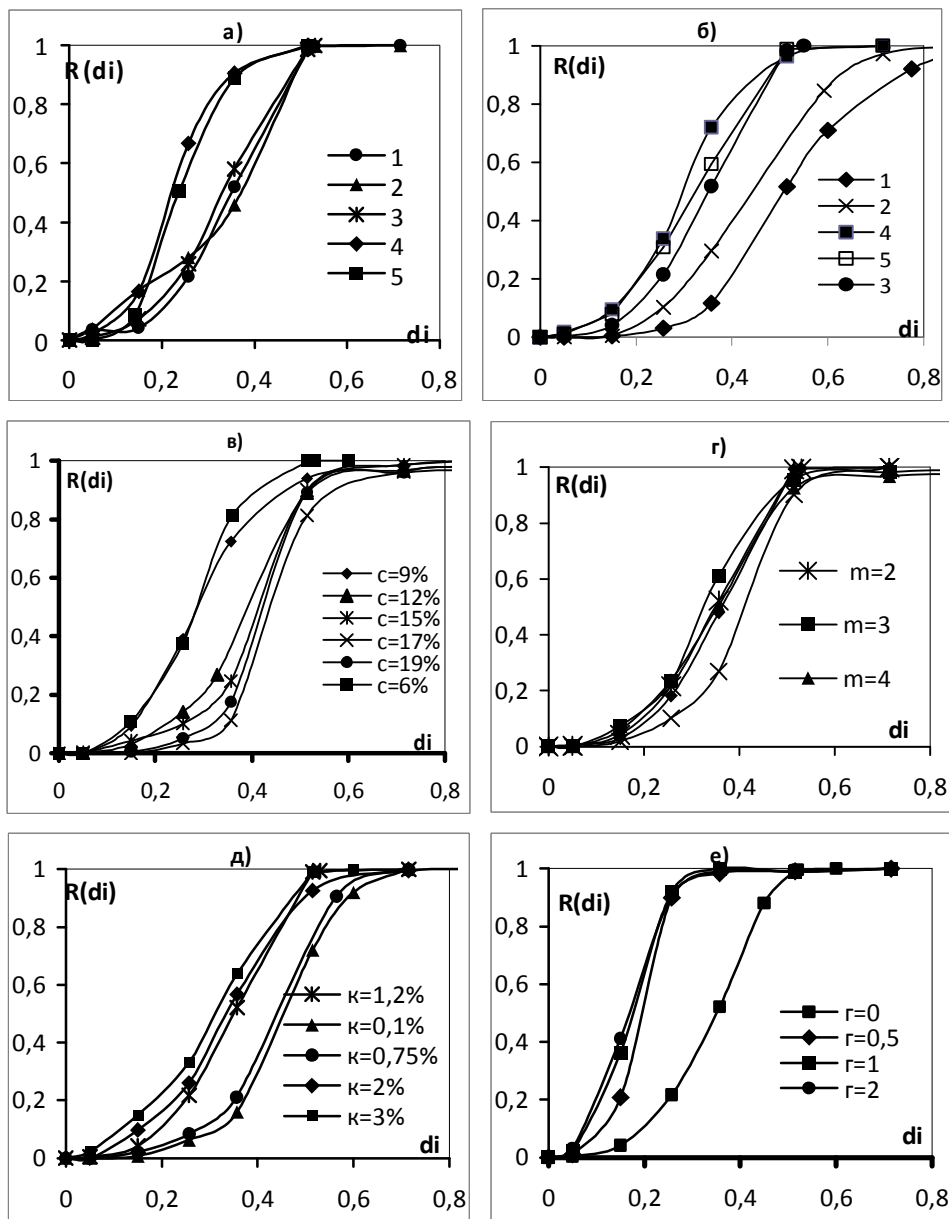 а)
R(di)
1
0,8
0,6
0,4
0,2
0
0 0,2 0,4 0,6 0,8
di
1
2
3
4
5
б)
R(di)
1
0,8
0,6
0,4
0,2
0
0 0,2 0,4 0,6 0,8
di
1
2
4
5
3
в)
R(di)
1
0,8
0,6
0,4
0,2
0
0 0,2 0,4 0,6 0,8
di
с=9%
с=12%
с=15%
с=17%
с=19%
с=6%
г)
R(di)
1
0,8
0,6
0,4
0,2
0
0 0,2 0,4 0,6 0,8
di
m=2
m=3
m=4
д)
R(di)
1
0,8
0,6
0,4
0,2
0
0 0,2 0,4 0,6 0,8
di
к=1,2%
к=0,1%
к=0,75%
к=2%
к=3%
е)
R(di)
1
0,8
0,6
0,4
0,2
0
0 0,2 0,4 0,6 0,8
di
г=0
г=0,5
г=1
г=2